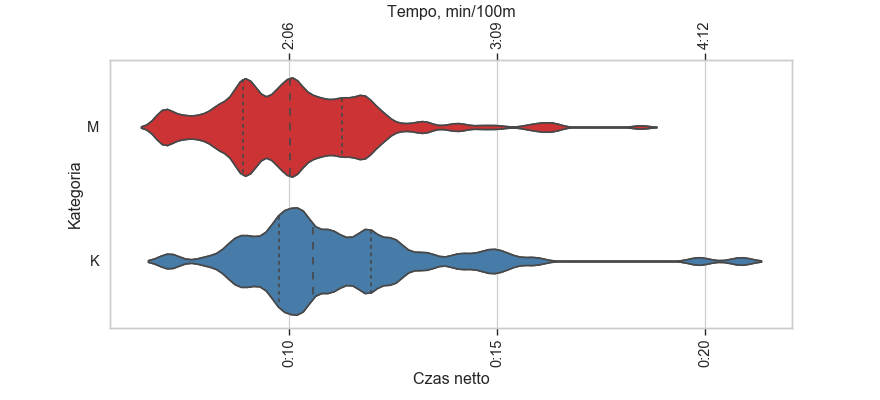 Tempo, min/100m
2:06
3:09
4:12
M
K
Kategoria
0:10
0:15
0:20
Czas netto